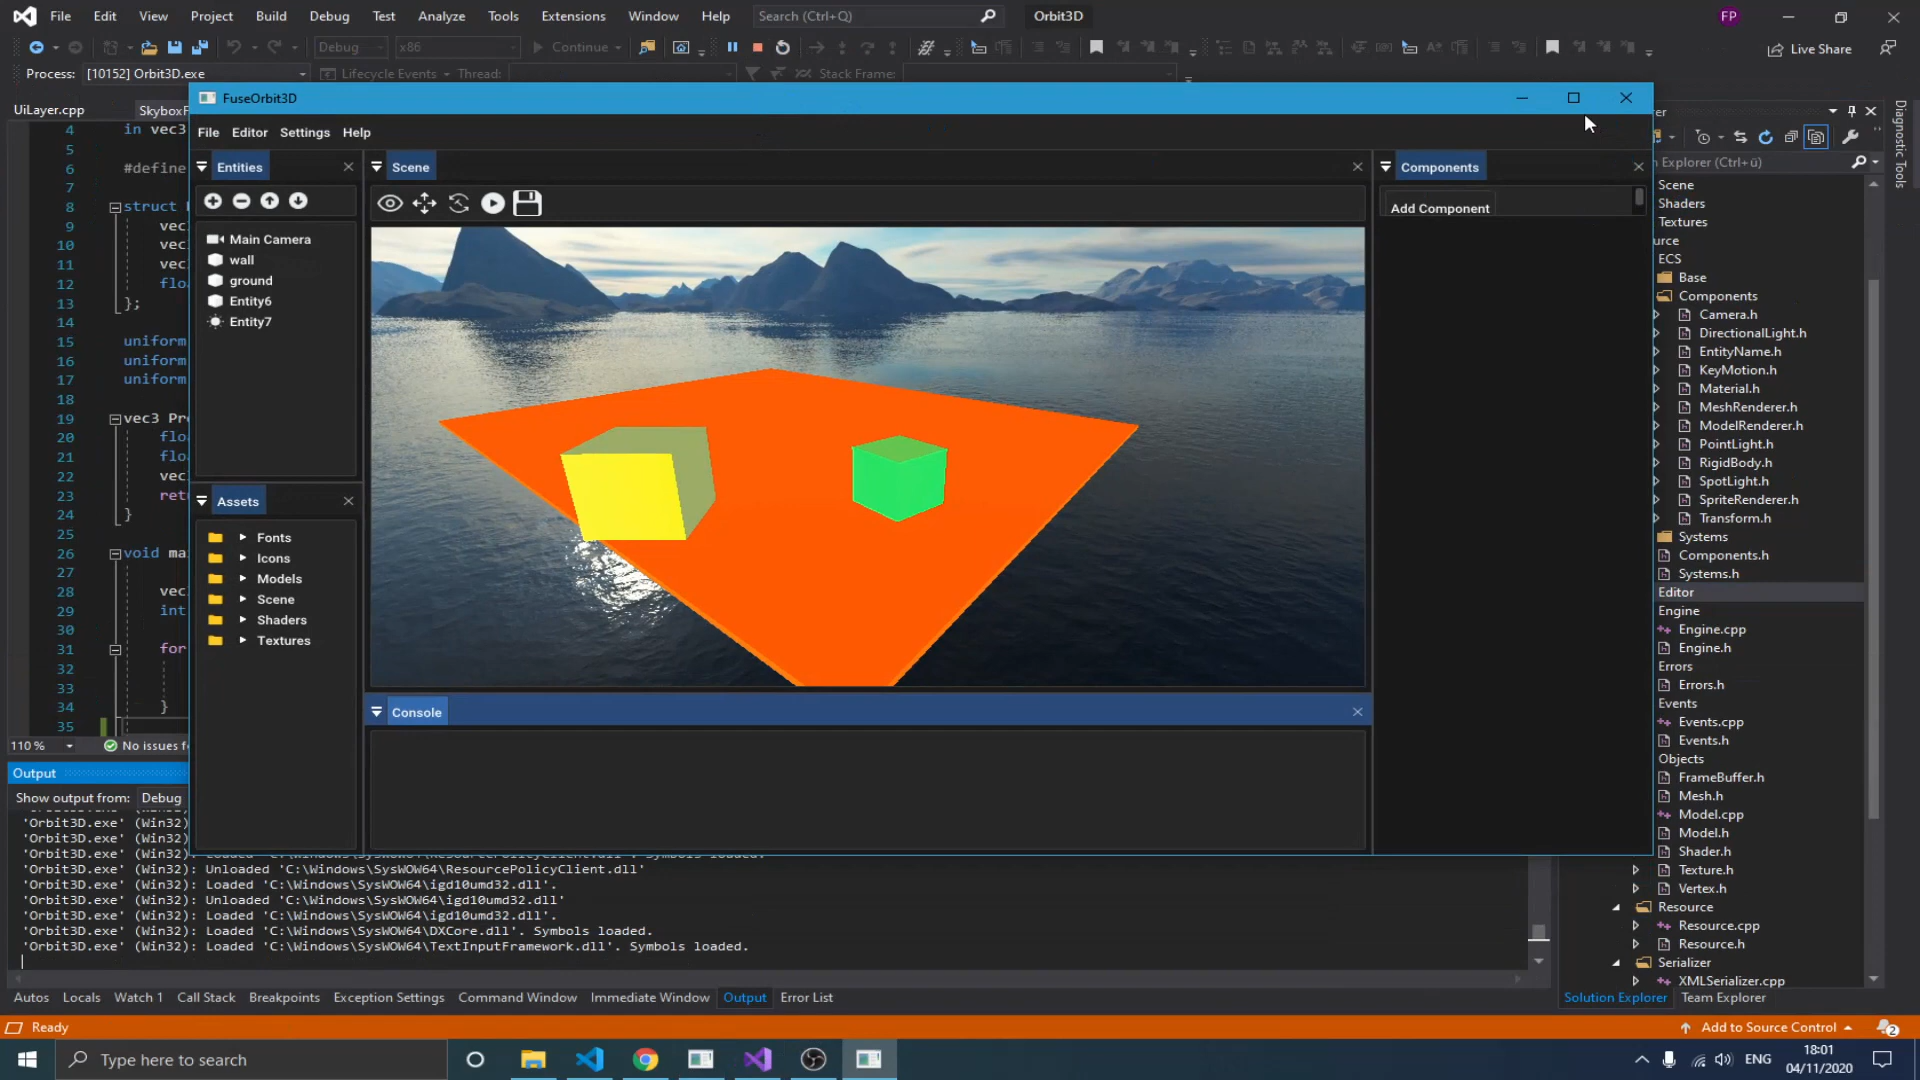 File Edit View Project Build Debug Test Analyze Tools Extensions Window Help Search (Ctrl+Q) Orbit3D FP
Debug x86 Continue Live Share
Process: [10152] Orbit3D.exe Lifecycle Events Thread: Stack Frame:
UiLayer.cpp
FuseOrbit3D
File Editor Settings Help
Entities
Main Camera
wall
ground
Entity6
Entity7
Assets
Fonts
Icons
Models
Scene
Shaders
Textures
Scene
Console
Components
Add Component
4 in vec3
5
6 #define
7
8 struct
9 vec
10 vec
11 vec
12 flo
13 };
14
15 uniform
16 uniform
17 uniform
18
19 vec3 Pr
20 flo
21 flo
22 vec
23 ret
24 }
25
26 void ma
27
28 vec
29 int
30
31 for
32
33
34 }
35
110 % No issues f
Output
Show output from: Debug
'Orbit3D.exe' (Win32)
'Orbit3D.exe' (Win32)
'Orbit3D.exe' (Win32): Unloaded 'C:\Windows\SysWOW64\ResourcePolicyClient.dll'
'Orbit3D.exe' (Win32): Loaded 'C:\Windows\SysWOW64\igd10umd32.dll'.
'Orbit3D.exe' (Win32): Unloaded 'C:\Windows\SysWOW64\igd10umd32.dll'
'Orbit3D.exe' (Win32): Loaded 'C:\Windows\SysWOW64\igd10umd32.dll'.
'Orbit3D.exe' (Win32): Loaded 'C:\Windows\SysWOW64\DXCore.dll'. Symbols loaded.
'Orbit3D.exe' (Win32): Loaded 'C:\Windows\SysWOW64\TextInputFramework.dll'. Symbols loaded.
Autos Locals Watch 1 Call Stack Breakpoints Exception Settings Command Window Immediate Window Output Error List
Diagnostic Tools
Explorer (Ctrl+ü)
Scene
Shaders
Textures
urce
ECS
Base
Components
Camera.h
DirectionalLight.h
EntityName.h
KeyMotion.h
Material.h
MeshRenderer.h
ModelRenderer.h
PointLight.h
RigidBody.h
SpotLight.h
SpriteRenderer.h
Transform.h
Systems
Components.h
Systems.h
Editor
Engine
Engine.cpp
Engine.h
Errors
Errors.h
Events
Events.cpp
Events.h
Objects
FrameBuffer.h
Mesh.h
Model.cpp
Model.h
Shader.h
Texture.h
Vertex.h
Resource
Resource.cpp
Resource.h
Serializer
XMLSerializer.cpp
Solution Explorer Team Explorer
Ready Add to Source Control 2
Type here to search ENG 18:01
04/11/2020